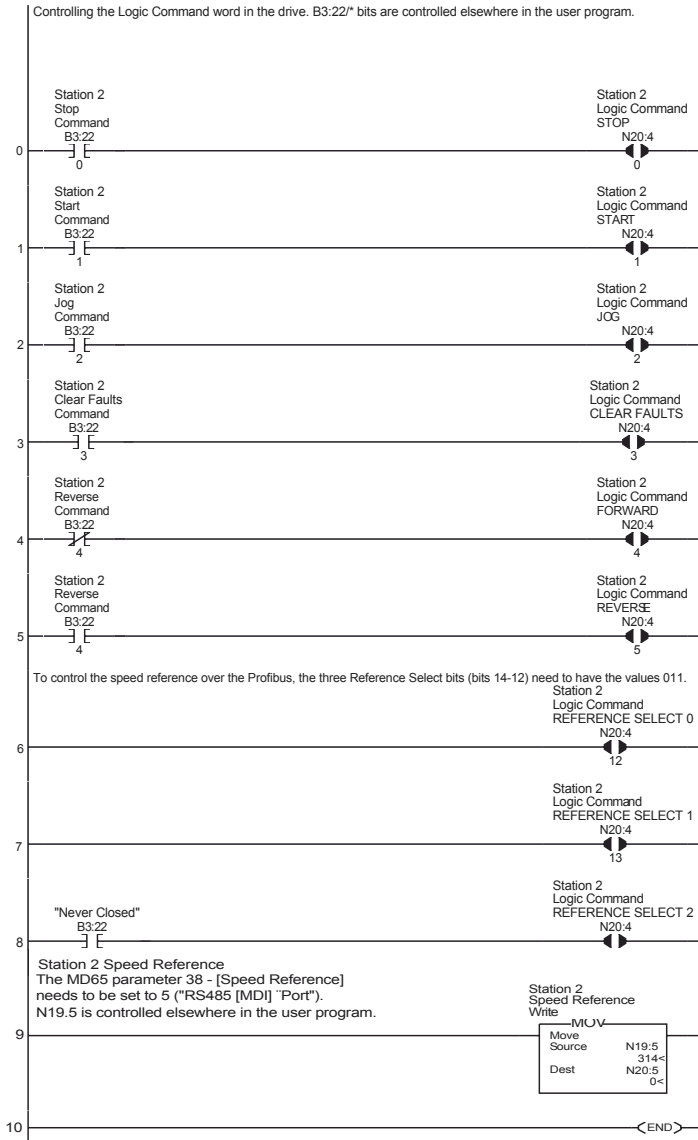 Controlling the Logic Command word in the drive. B3:22/* bits are controlled elsewhere in the user program.
Station 2
Stop
Command
B3:22
0
Station 2
Logic Command
STOP
N20:4
0
0
Station 2
Start
Command
B3:22
1
Station 2
Logic Command
START
N20:4
1
1
Station 2
Jog
Command
B3:22
2
Station 2
Logic Command
JOG
N20:4
2
2
Station 2
Clear Faults
Command
B3:22
3
Station 2
Logic Command
CLEAR FAULTS
N20:4
3
3
Station 2
Reverse
Command
B3:22
4
Station 2
Logic Command
FORWARD
N20:4
4
4
Station 2
Reverse
Command
B3:22
4
Station 2
Logic Command
REVERSE
N20:4
5
5
To control the speed reference over the Profibus, the three Reference Select bits (bits 14-12) need to have the values 011.
Station 2
Logic Command
REFERENCE SELECT 0
N20:4
12
6
Station 2
Logic Command
REFERENCE SELECT 1
N20:4
13
7
"Never Closed"
B3:22
Station 2
Logic Command
REFERENCE SELECT 2
N20:4
8
Station 2 Speed Reference
The MD65 parameter 38 - [Speed Reference]
needs to be set to 5 ("RS485 [MDI] ¨Port").
N19.5 is controlled elsewhere in the user program.
Station 2
Speed Reference
Write
MOV
Move
Source N19:5
314<
Dest N20:5
0<
9
10
END